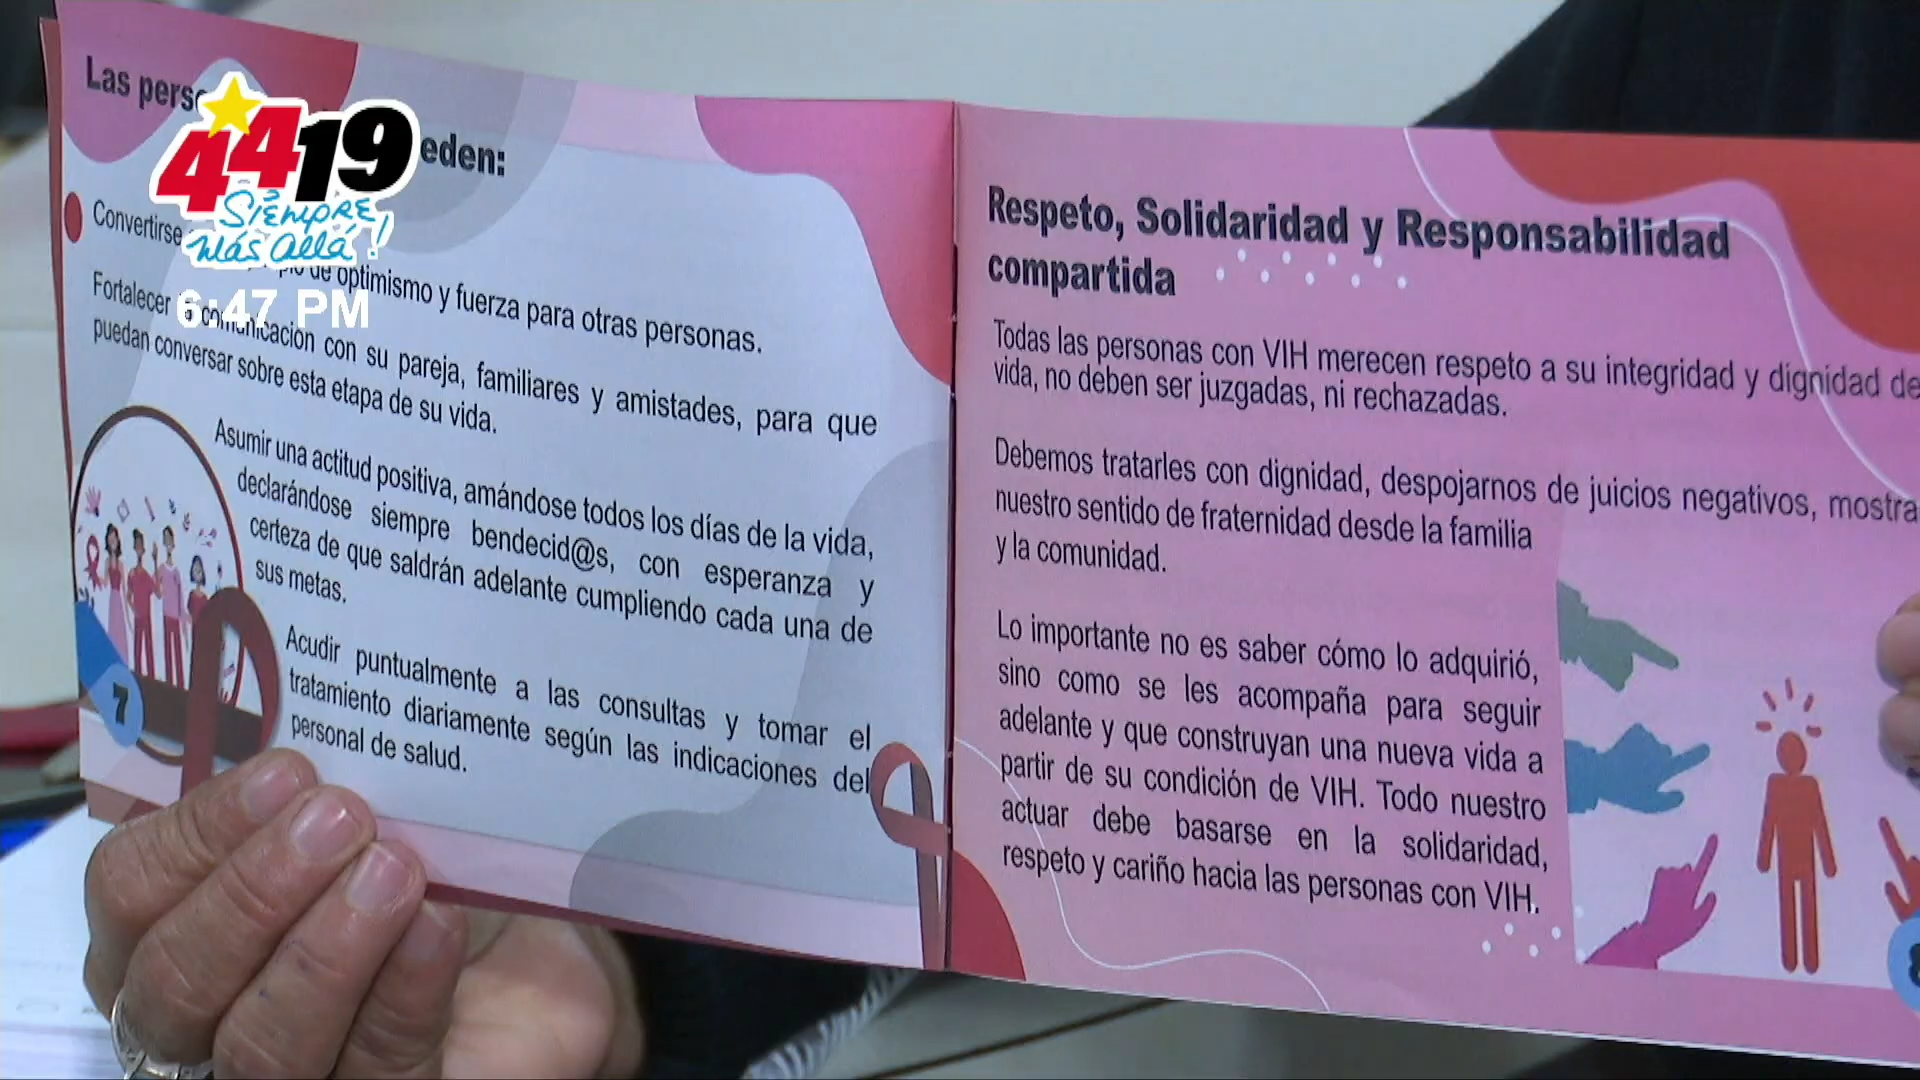 Las
eden:
4419
SIEMPRE
Más allá!
6:47 PM
Convertirse
de optimismo y fuerza para otras personas.
Fortalecer la comunicación con su pareja, familiares y amistades, para que
puedan conversar sobre esta etapa de su vida.
Asumir una actitud positiva, amándose todos los días de la vida,
declarándose siempre bendecid@s, con esperanza y
certeza de que saldrán adelante cumpliendo cada una de
sus metas.
Acudir puntualmente a las consultas y tomar el
tratamiento diariamente según las indicaciones del
personal de salud.
7
Respeto, Solidaridad y Responsabilidad
compartida
Todas las personas con VIH merecen respeto a su integridad y dignidad de
vida, no deben ser juzgadas, ni rechazadas.
Debemos tratarles con dignidad, despojarnos de juicios negativos, mostra
nuestro sentido de fraternidad desde la familia
y la comunidad.
Lo importante no es saber cómo lo adquirió,
sino como se les acompaña para seguir
adelante y que construyan una nueva vida a
partir de su condición de VIH. Todo nuestro
actuar debe basarse en la solidaridad,
respeto y cariño hacia las personas con VIH.
8